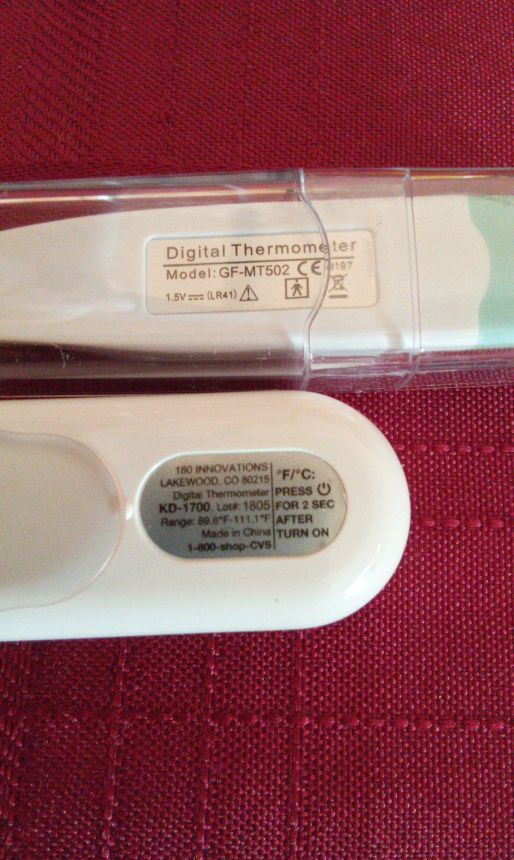 Digital Thermometer
Model: GF-MT502 CE 0197
1.5V (LR41)
180 INNOVATIONS
LAKEWOOD, CO 80215
Digital Thermometer
KD-1700, Lot#: 1805
Range: 89.6°F-111.1°F
Made in China
1-800-shop-CVS
°F/°C:
PRESS
FOR 2 SEC
AFTER
TURN ON